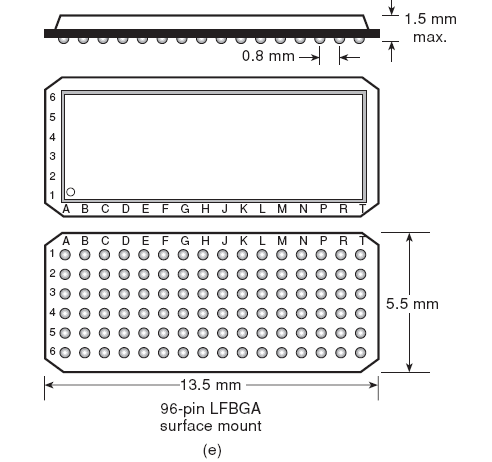 1.5 mm
max.
0.8 mm
6
5
4
3
2
1
A B C D E F G H J K L M N P R T
A B C D E F G H J K L M N P R T
1
2
3
4
5
6
5.5 mm
13.5 mm
96-pin LFBGA
surface mount
(e)